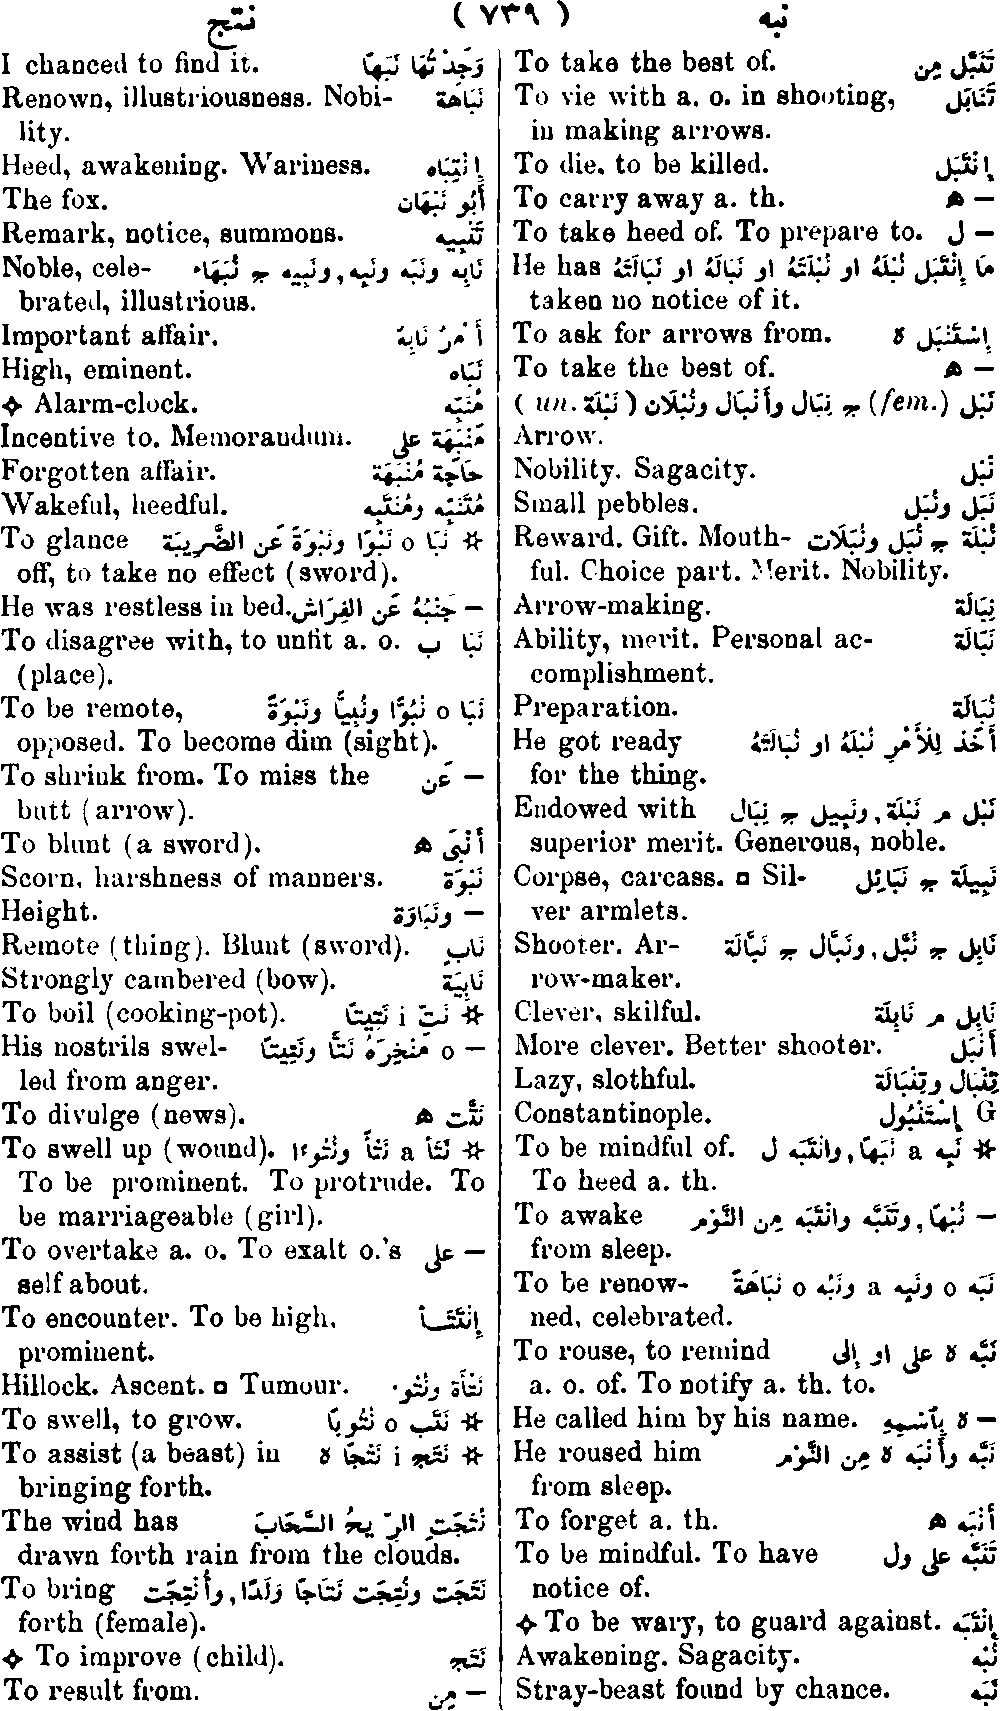 نتج ( ٧٣٩ ) نبه
To take the best of. تَنَبَّل مِن
To vie with a. o. in shooting, تَنَابَل
in making arrows.
To die, to be killed. إِنْتَبَل
To carry away a. th. ه —
To take heed of. To prepare to. ل —
He has مَا إِنْتَبَل نُبْلَهُ او نُبْلَتَهُ او نَبَالَهُ او نَبَالَتَهُ
taken no notice of it.
To ask for arrows from. إِسْتَنْبَل ه
To take the best of. ه —
نَبْل (fem.) ج نِبَال وأَنْبَال ونُبْلَان ( un. نَبْلَة )
Arrow.
Nobility. Sagacity. نُبْل
Small pebbles. نَبَل ونُبَل
Reward. Gift. Mouth- نُبْلَة ج نُبَل ونُبَلَات
ful. Choice part. Merit. Nobility.
Arrow-making. نِبَالَة
Ability, merit. Personal ac- نَبَالَة
complishment.
Preparation. نُبَالَة
He got ready أَخَذ لِلْأَمْرِ نُبْلَهُ او نُبَالَتَهُ
for the thing.
Endowed with نَبْل م نَبْلَة, ونَبِيل ج نِبَال
superior merit. Generous, noble.
Corpse, carcass. ◘ Sil- نَبِيلَة ج نَبَائِل
ver armlets.
Shooter. Ar- نَابِل ج نُبَّل, ونَبَّال ج نَبَّالَة
row-maker.
Clever, skilful. نَابِل م نَابِلَة
More clever. Better shooter. أَنْبَل
Lazy, slothful. تِنْبَال وتِنْبَالَة
Constantinople. إِسْتَنْبُول G
To be mindful of. ✲ نَبِه a نَبَهًا, وانْتَبَه ل
To heed a. th.
To awake — نُبْهًا, وتَنَبَّه وانْتَبَه مِن النَّوْم
from sleep.
To be renow- نَبَه o ونَبِه a ونَبُه o نَبَاهَةً
ned, celebrated.
To rouse, to remind نَبَّه ه على او إلى
a. o. of. To notify a. th. to.
He called him by his name. — ه بِآسْمِهِ
He roused him نَبَّه وأَنْبَه ه مِن النَّوْم
from sleep.
To forget a. th. أَنْبَه ه
To be mindful. To have تَنَبَّه على ول
notice of.
❖ To be wary, to guard against. إِنْتَبَه
Awakening. Sagacity. نُبْه
Stray-beast found by chance. نَبَه
I chanced to find it. وَجَدْتُهَا نَبَهًا
Renown, illustriousness. Nobi- نَبَاهَة
lity.
Heed, awakening. Wariness. إِنْتِبَاه
The fox. أَبُو نَبْهَان
Remark, notice, summons. تَنْبِيه
Noble, cele- نَابِه ونَبَه ونَبِه, ونَبِيه ج نُبَهَاء
brated, illustrious.
Important affair. أَمْرٌ نَابِهٌ
High, eminent. نَبَاه
❖ Alarm-clock. مُنَبِّه
Incentive to. Memorandum. مَنْبَهَة على
Forgotten affair. حَاجَة مُنْبَهَة
Wakeful, heedful. مُتَنَبِّه ومُنْتَبِه
To glance ✲ نَبَا o نَبْوًا ونَبْوَةً عَن الضَّرِيبَة
off, to take no effect (sword).
He was restless in bed. — جَنْبُهُ عَن الفِرَاش
To disagree with, to unfit a. o. نَبَا ب
(place).
To be remote, نَبَا o نُبُوًّا ونُبِيًّا ونَبْوَةً
opposed. To become dim (sight).
To shrink from. To miss the — عَن
butt (arrow).
To blunt (a sword). أَنْبَى ه
Scorn, harshness of manners. نَبْوَة
Height. — ونَبَاوَة
Remote (thing). Blunt (sword). نَابٍ
Strongly cambered (bow). نَابِيَة
To boil (cooking-pot). ✲ نَتّ i نَتِيتًا
His nostrils swel- — o مَنْخِرَهُ نَتًّا ونَتِيتًا
led from anger.
To divulge (news). نَتَّت ه
To swell up (wound). ✲ نَتَأَ a نَتْأً ونُتُوءًا
To be prominent. To protrude. To
be marriageable (girl).
To overtake a. o. To exalt o.'s — على
self about.
To encounter. To be high, إِنْتَتَأَ
prominent.
Hillock. Ascent. ◘ Tumour. نَتْأَة ونُتُوء
To swell, to grow. ✲ نَتَب o نُتُوبًا
To assist (a beast) in ✲ نَتَج i نَتْجًا ه
bringing forth.
The wind has نُتِجَتِ الرِّيحُ السَّحَابَ
drawn forth rain from the clouds.
To bring نَتَجَت ونُتِجَت نَتَاجًا وَلَدًا, وأُنْتِجَت
forth (female).
❖ To improve (child). نَتَّج
To result from. — مِن